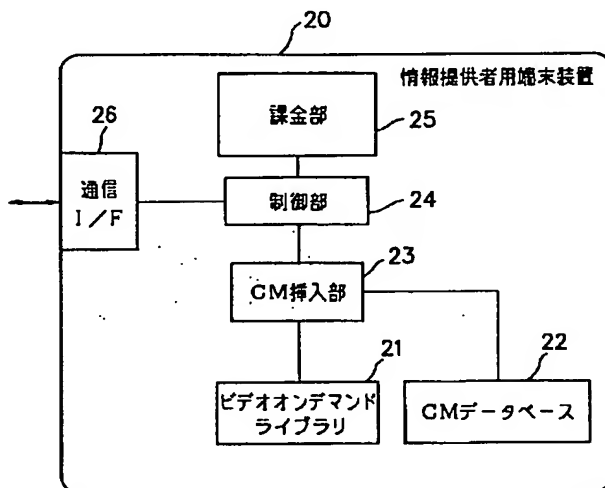 20
情報提供者用端末装置
26
課金部
25
通信
I/F
制御部
24
23
CM挿入部
21
22
ビデオオンデマンド
ライブラリ
CMデータベース